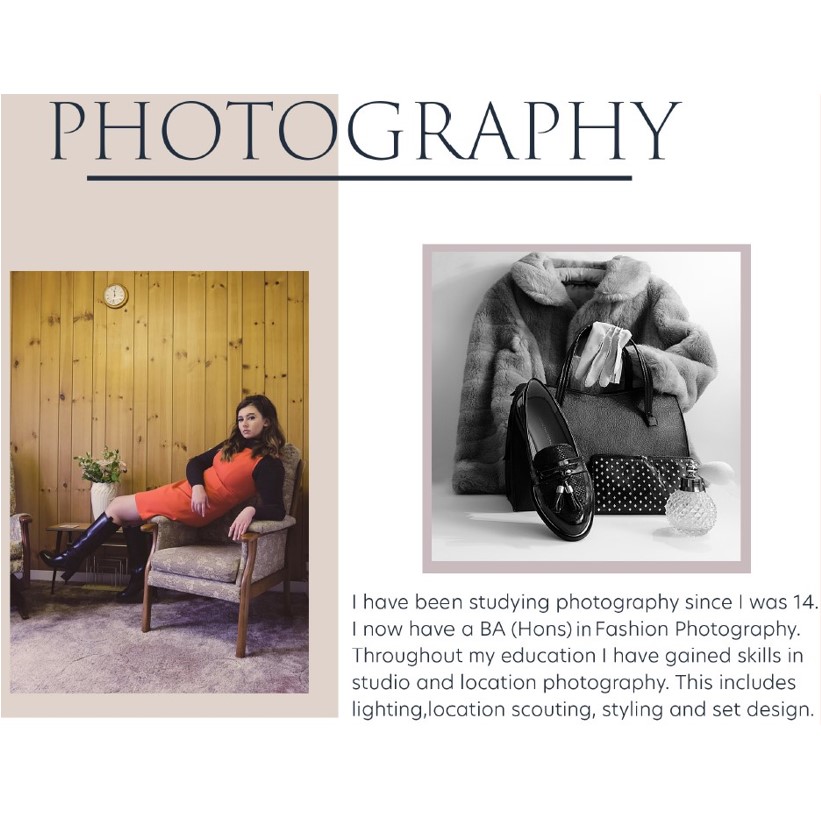 PHOTOGRAPHY
I have been studying photography since I was 14.
I now have a BA (Hons) in Fashion Photography.
Throughout my education I have gained skills in
studio and location photography. This includes
lighting,location scouting, styling and set design.